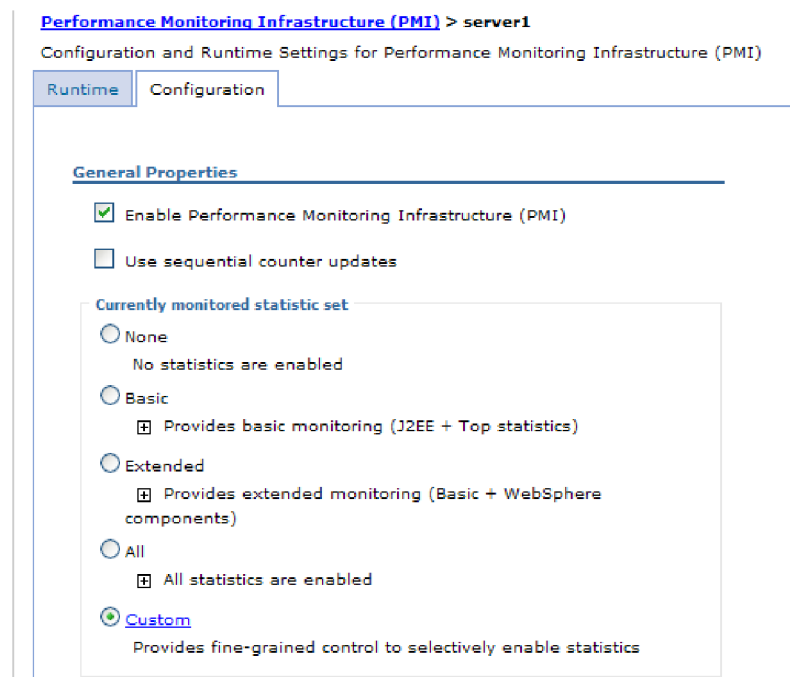 Performance Monitoring Infrastructure (PMI) > server1
Configuration and Runtime Settings for Performance Monitoring Infrastructure (PMI)
Runtime Configuration
General Properties
Enable Performance Monitoring Infrastructure (PMI)
Use sequential counter updates
Currently monitored statistic set
None
No statistics are enabled
Basic
Provides basic monitoring (J2EE + Top statistics)
Extended
Provides extended monitoring (Basic + WebSphere
components)
All
All statistics are enabled
Custom
Provides fine-grained control to selectively enable statistics